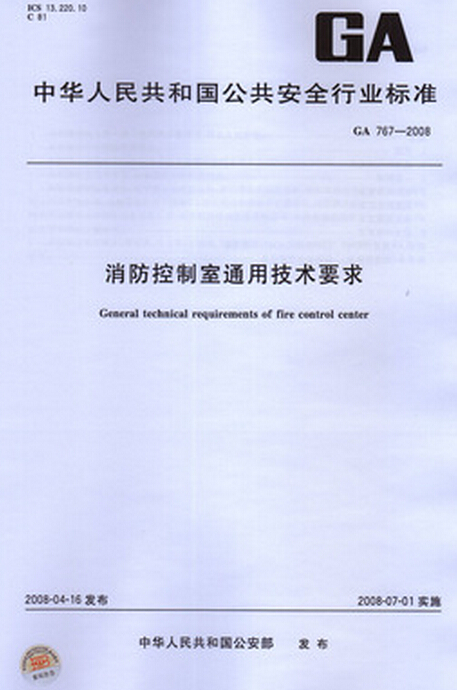 ICS 13.220.10
C 81
GA
中华人民共和国公共安全行业标准
GA 767—2008
消防控制室通用技术要求
General technical requirements of fire control center
2008-04-16 发布
2008-07-01 实施
中华人民共和国公安部 发布